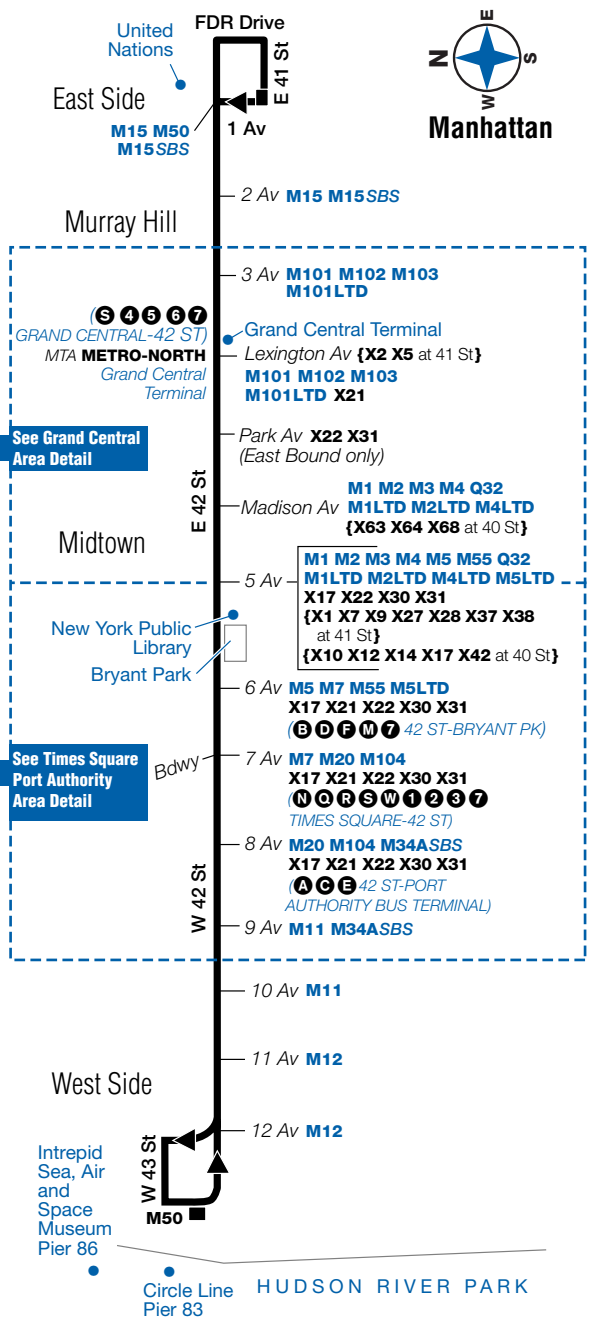 United
Nations
FDR Drive
E 41 St
East Side
M15 M50
M15SBS
1 Av
N
E
S
W
Manhattan
2 Av M15 M15SBS
Murray Hill
3 Av M101 M102 M103
M101LTD
(S 4 5 6 7
GRAND CENTRAL-42 ST)
MTA METRO-NORTH
Grand Central
Terminal
Grand Central Terminal
Lexington Av {X2 X5 at 41 St}
M101 M102 M103
M101LTD X21
See Grand Central
Area Detail
Park Av X22 X31
(East Bound only)
E 42 St
Madison Av
M1 M2 M3 M4 Q32
M1LTD M2LTD M4LTD
{X63 X64 X68 at 40 St}
Midtown
5 Av
M1 M2 M3 M4 M5 M55 Q32
M1LTD M2LTD M4LTD M5LTD
X17 X22 X30 X31
{X1 X7 X9 X27 X28 X37 X38
at 41 St}
{X10 X12 X14 X17 X42 at 40 St}
New York Public
Library
Bryant Park
6 Av M5 M7 M55 M5LTD
X17 X21 X22 X30 X31
(B D F M 7 42 ST-BRYANT PK)
See Times Square
Port Authority
Area Detail
Bdwy
7 Av M7 M20 M104
X17 X21 X22 X30 X31
(N Q R S W 1 2 3 7
TIMES SQUARE-42 ST)
8 Av M20 M104 M34ASBS
X17 X21 X22 X30 X31
(A C E 42 ST-PORT
AUTHORITY BUS TERMINAL)
W 42 St
9 Av M11 M34ASBS
10 Av M11
11 Av M12
West Side
12 Av M12
W 43 St
M50
Intrepid
Sea, Air
and
Space
Museum
Pier 86
Circle Line
Pier 83
HUDSON RIVER PARK